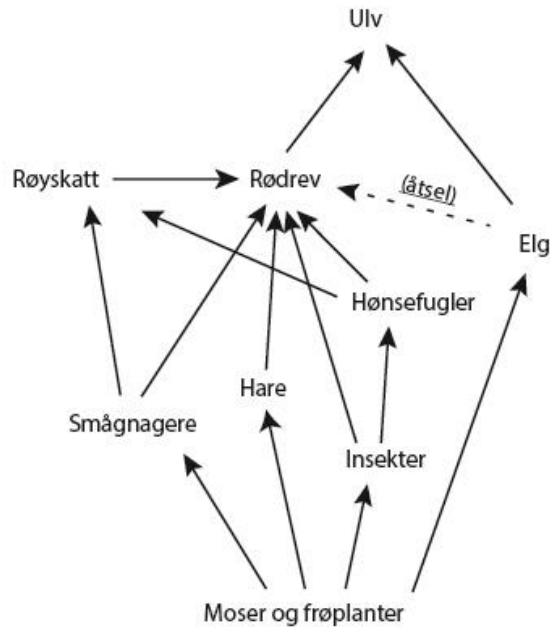 Ulv
Røyskatt
Rødrev
(åtsel)
Elg
Hønsefugler
Hare
Smågnagere
Insekter
Moser og frøplanter